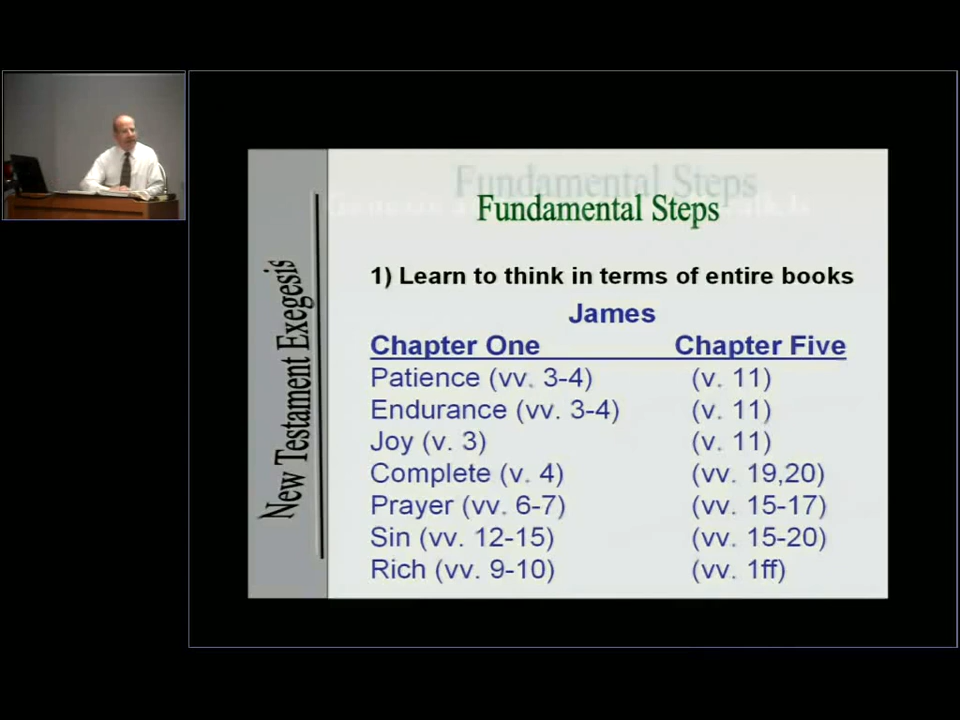 Fundamental Steps
Fundamental Steps
New Testament Exegesis
1) Learn to think in terms of entire books
James
Chapter One Chapter Five
Patience (vv. 3-4) (v. 11)
Endurance (vv. 3-4) (v. 11)
Joy (v. 3) (v. 11)
Complete (v. 4) (vv. 19,20)
Prayer (vv. 6-7) (vv. 15-17)
Sin (vv. 12-15) (vv. 15-20)
Rich (vv. 9-10) (vv. 1ff)